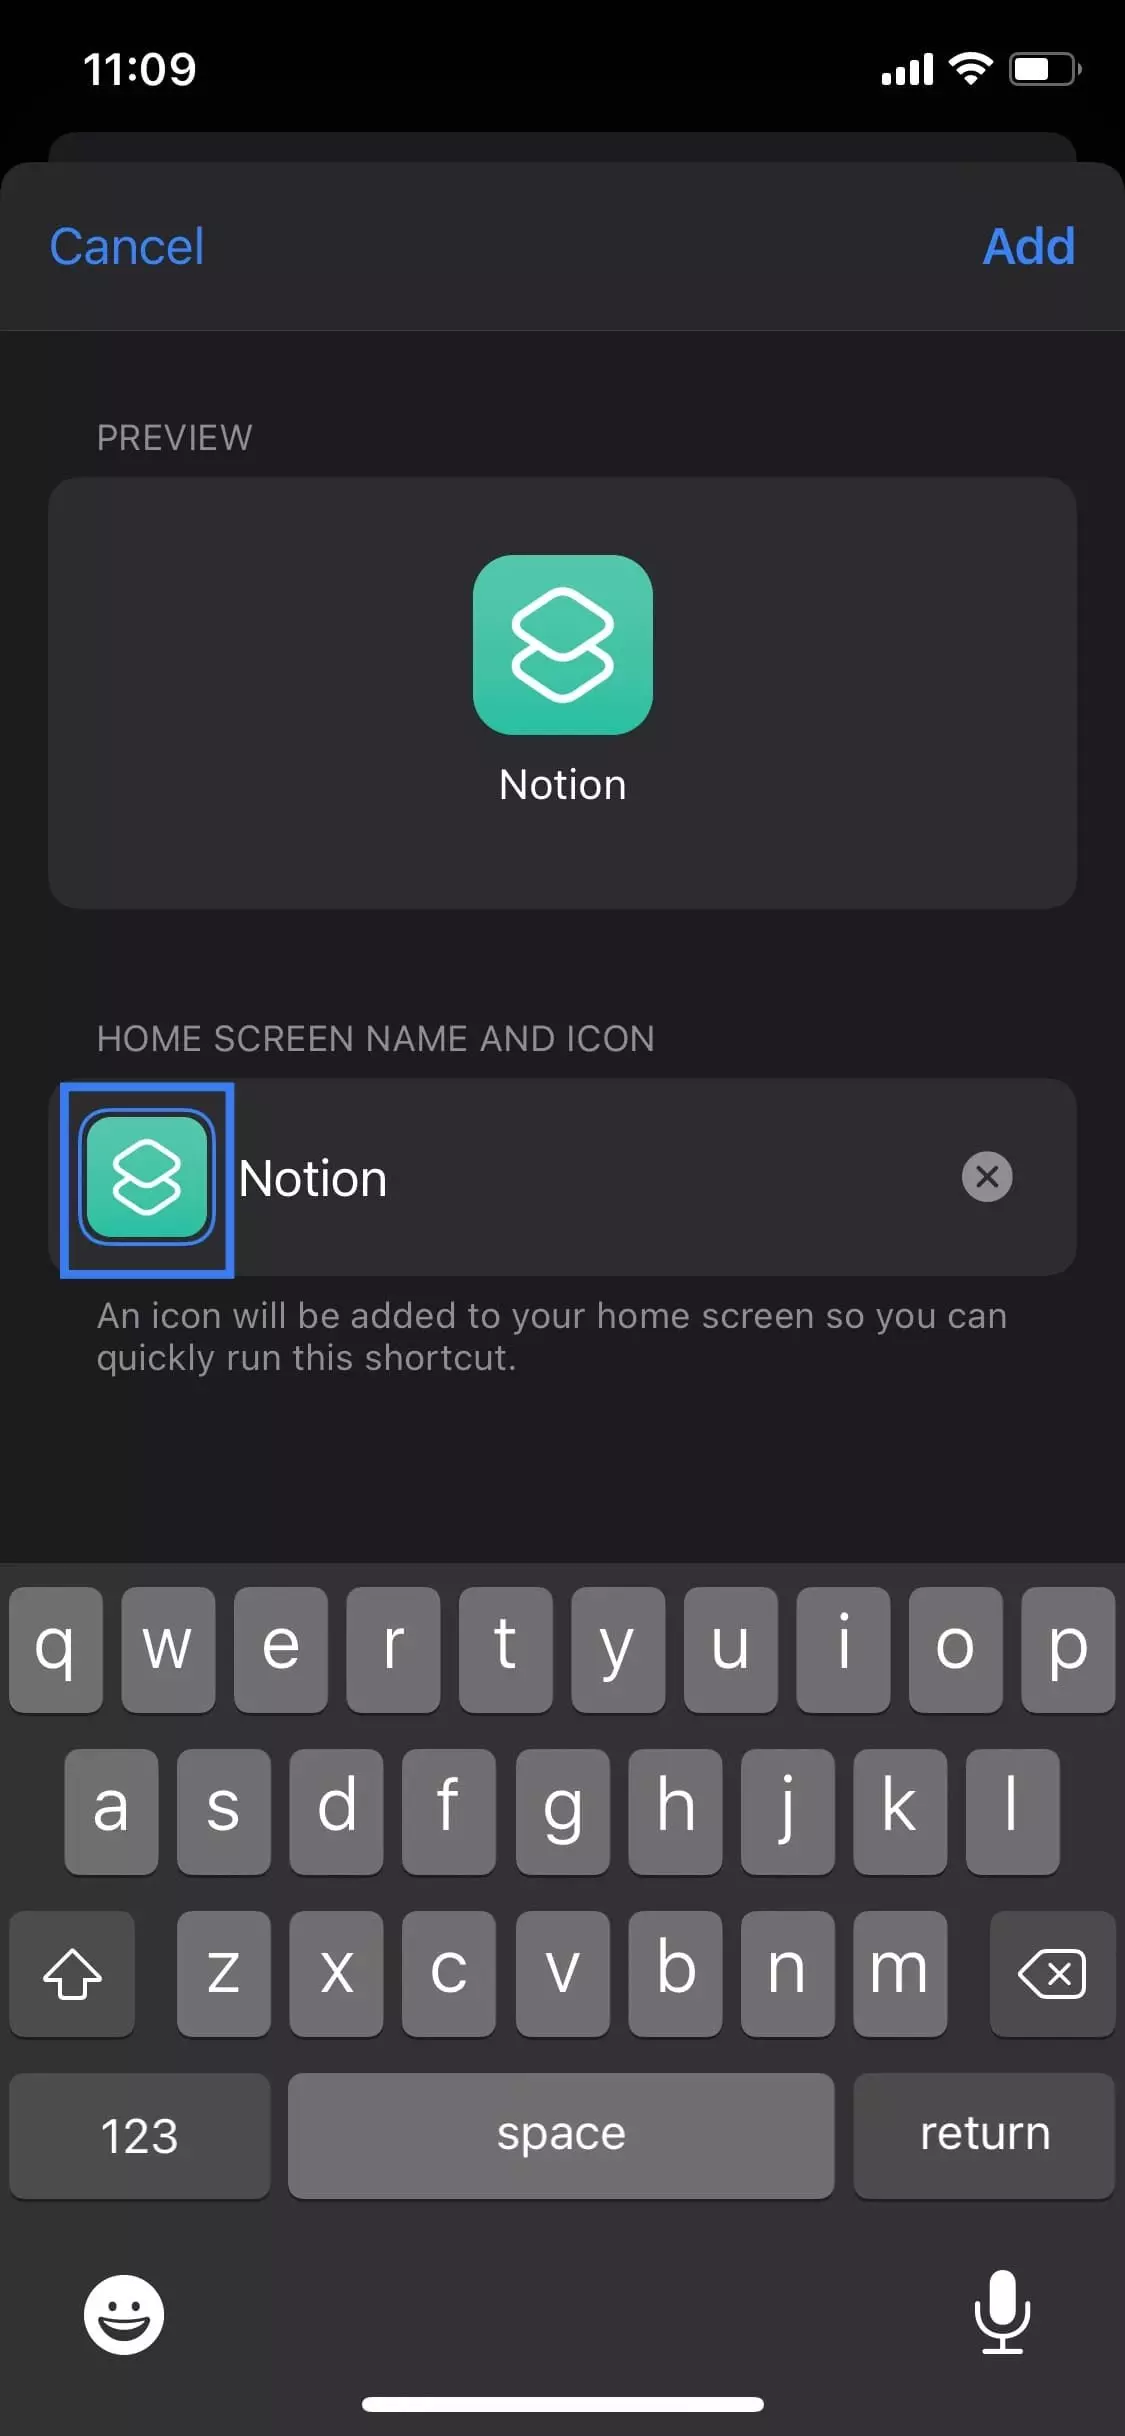 11:09
Cancel
Add
PREVIEW
Notion
HOME SCREEN NAME AND ICON
Notion
An icon will be added to your home screen so you can
quickly run this shortcut.
q w e r t y u i o p
a s d f g h j k l
z x c v b n m
123 space return